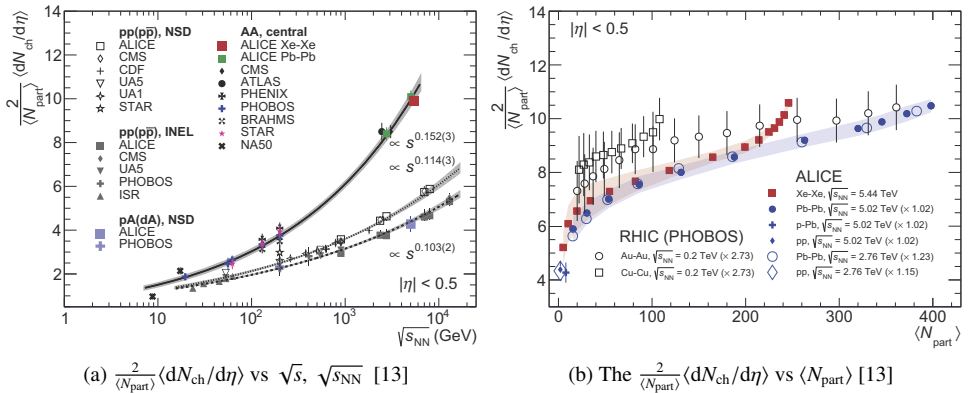 2/⟨N_part⟩ ⟨dN_ch/dη⟩
14
12
10
8
6
4
2
pp(pp̅), NSD
ALICE
CMS
CDF
UA5
UA1
STAR
pp(pp̅), INEL
ALICE
CMS
UA5
PHOBOS
ISR
pA(dA), NSD
ALICE
PHOBOS
AA, central
ALICE Xe-Xe
ALICE Pb-Pb
CMS
ATLAS
PHENIX
PHOBOS
BRAHMS
STAR
NA50
∝ s^0.152(3)
∝ s^0.114(3)
∝ s^0.103(2)
|η| < 0.5
1 10 10² 10³ 10⁴
√s_NN (GeV)
(a) 2/⟨N_part⟩⟨dN_ch/dη⟩ vs √s, √s_NN [13]
2/⟨N_part⟩ ⟨dN_ch/dη⟩
14
12
10
8
6
4
2
|η| < 0.5
ALICE
Xe-Xe, √s_NN = 5.44 TeV
Pb-Pb, √s_NN = 5.02 TeV (× 1.02)
p-Pb, √s_NN = 5.02 TeV (× 1.02)
pp, √s_NN = 5.02 TeV (× 1.02)
Pb-Pb, √s_NN = 2.76 TeV (× 1.23)
pp, √s_NN = 2.76 TeV (× 1.15)
RHIC (PHOBOS)
Au-Au, √s_NN = 0.2 TeV (× 2.73)
Cu-Cu, √s_NN = 0.2 TeV (× 2.73)
0 100 200 300 400
⟨N_part⟩
(b) The 2/⟨N_part⟩⟨dN_ch/dη⟩ vs ⟨N_part⟩ [13]